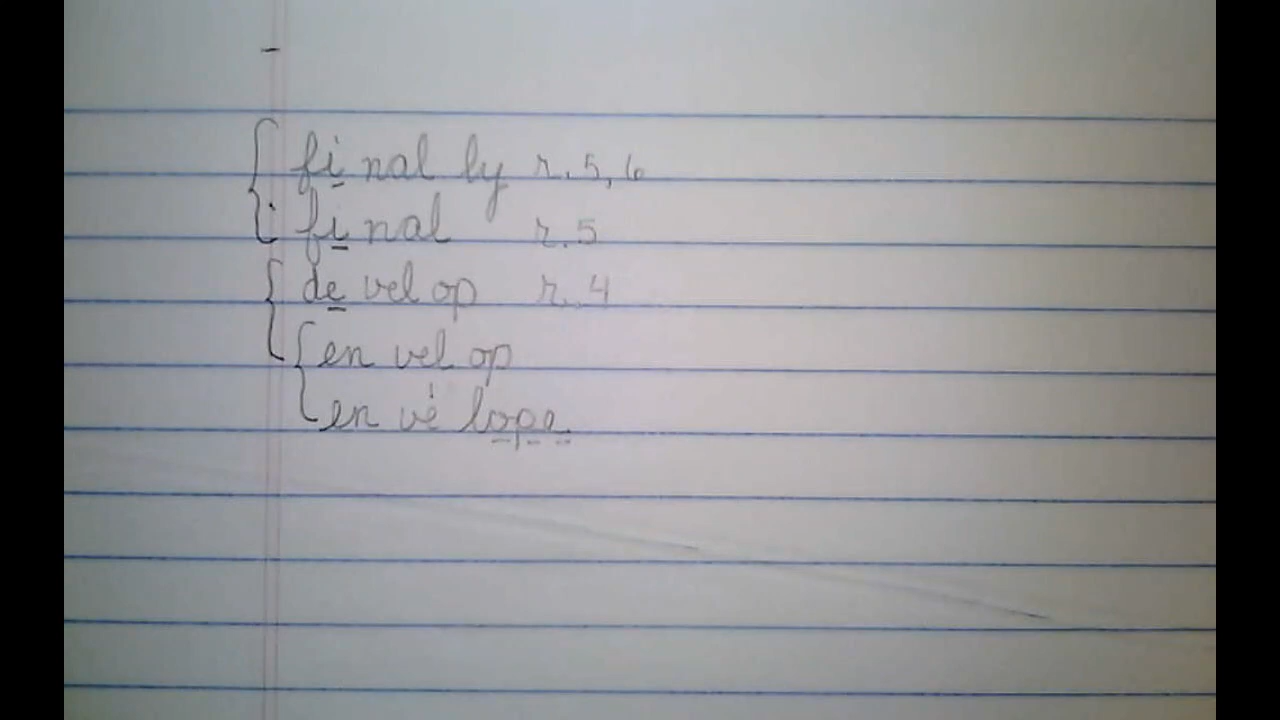 fi nal ly r. 5, 6
fi nal r. 5
de vel op r. 4
en vel op
en ve lope